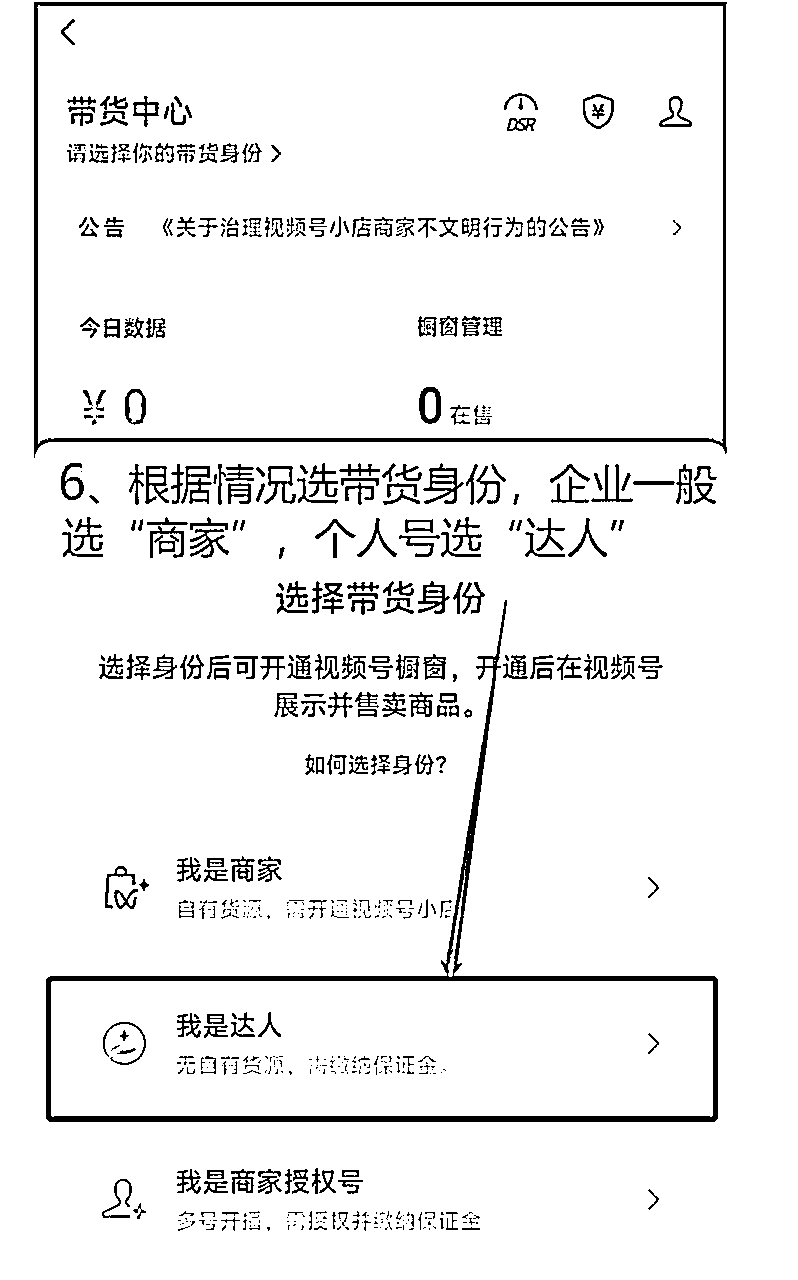 带货中心
DSR
请选择你的带货身份
公告 《关于治理视频号小店商家不文明行为的公告》
今日数据 橱窗管理
¥ 0 0 在售
6、根据情况选带货身份，企业一般
选“商家”，个人号选“达人”
选择带货身份
选择身份后可开通视频号橱窗，开通后在视频号
展示并售卖商品。
如何选择身份?
我是商家
自有货源，需开通视频号小店
我是达人
无自有货源，需缴纳保证金。
我是商家授权号
多号开播，需授权并缴纳保证金